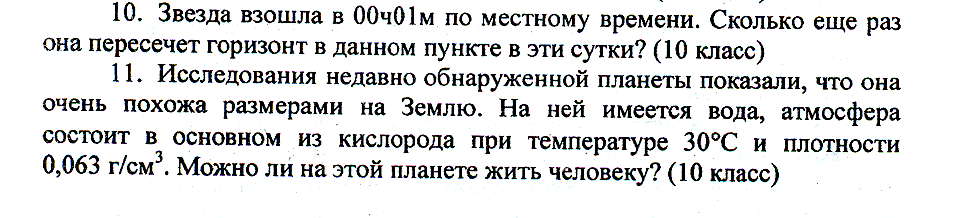 10. Звезда взошла в 00ч01м по местному времени. Сколько еще раз
она пересечет горизонт в данном пункте в эти сутки? (10 класс)
11. Исследования недавно обнаруженной планеты показали, что она
очень похожа размерами на Землю. На ней имеется вода, атмосфера
состоит в основном из кислорода при температуре 30°С и плотности
0,063 г/см³. Можно ли на этой планете жить человеку? (10 класс)